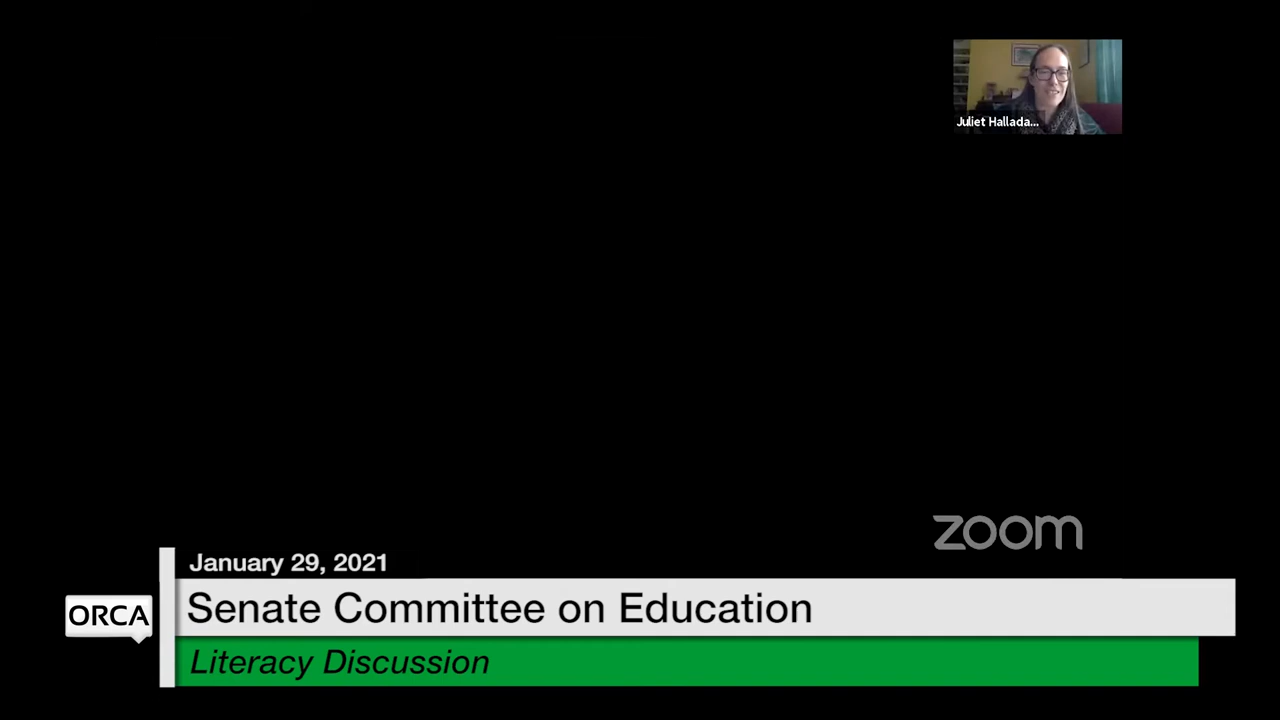 Juliet Hallada...
zoom
January 29, 2021
Senate Committee on Education
ORCA
Literacy Discussion